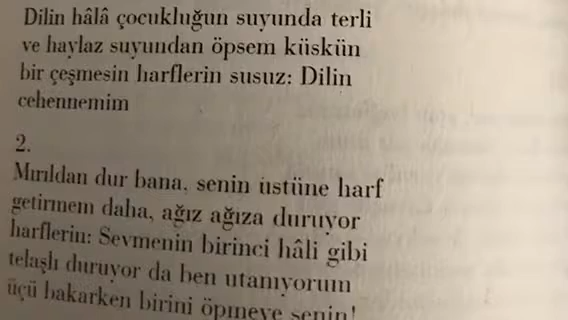 Dilin hâlâ çocukluğun suyunda terli
ve haylaz suyundan öpsem küskün
bir çeşmesin harflerin susuz: Dilin
cehennemim
2.
Mırıldan dur bana, senin üstüne harf
getirmem daha, ağız ağıza duruyor
harflerin: Sevmenin birinci hâli gibi
telaşlı duruyor da ben utanıyorum
üçü bakarken birini öpmeye senin!